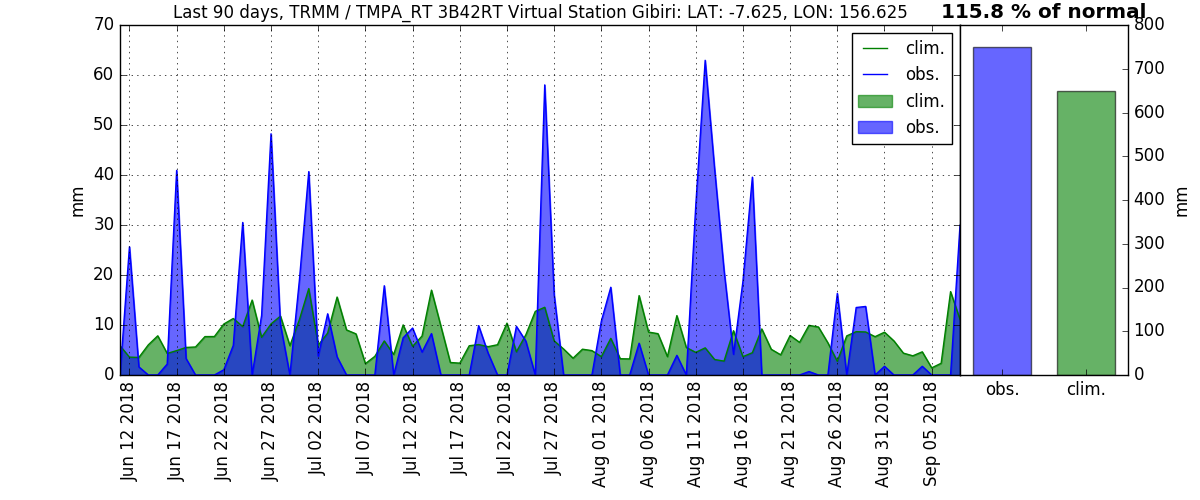 Last 90 days, TRMM / TMPA_RT 3B42RT Virtual Station Gibiri: LAT: -7.625, LON: 156.625
115.8 % of normal
70
60
50
40
30
20
10
0
mm
clim.
obs.
clim.
obs.
Jun 12 2018
Jun 17 2018
Jun 22 2018
Jun 27 2018
Jul 02 2018
Jul 07 2018
Jul 12 2018
Jul 17 2018
Jul 22 2018
Jul 27 2018
Aug 01 2018
Aug 06 2018
Aug 11 2018
Aug 16 2018
Aug 21 2018
Aug 26 2018
Aug 31 2018
Sep 05 2018
800
700
600
500
400
300
200
100
0
mm
obs.
clim.